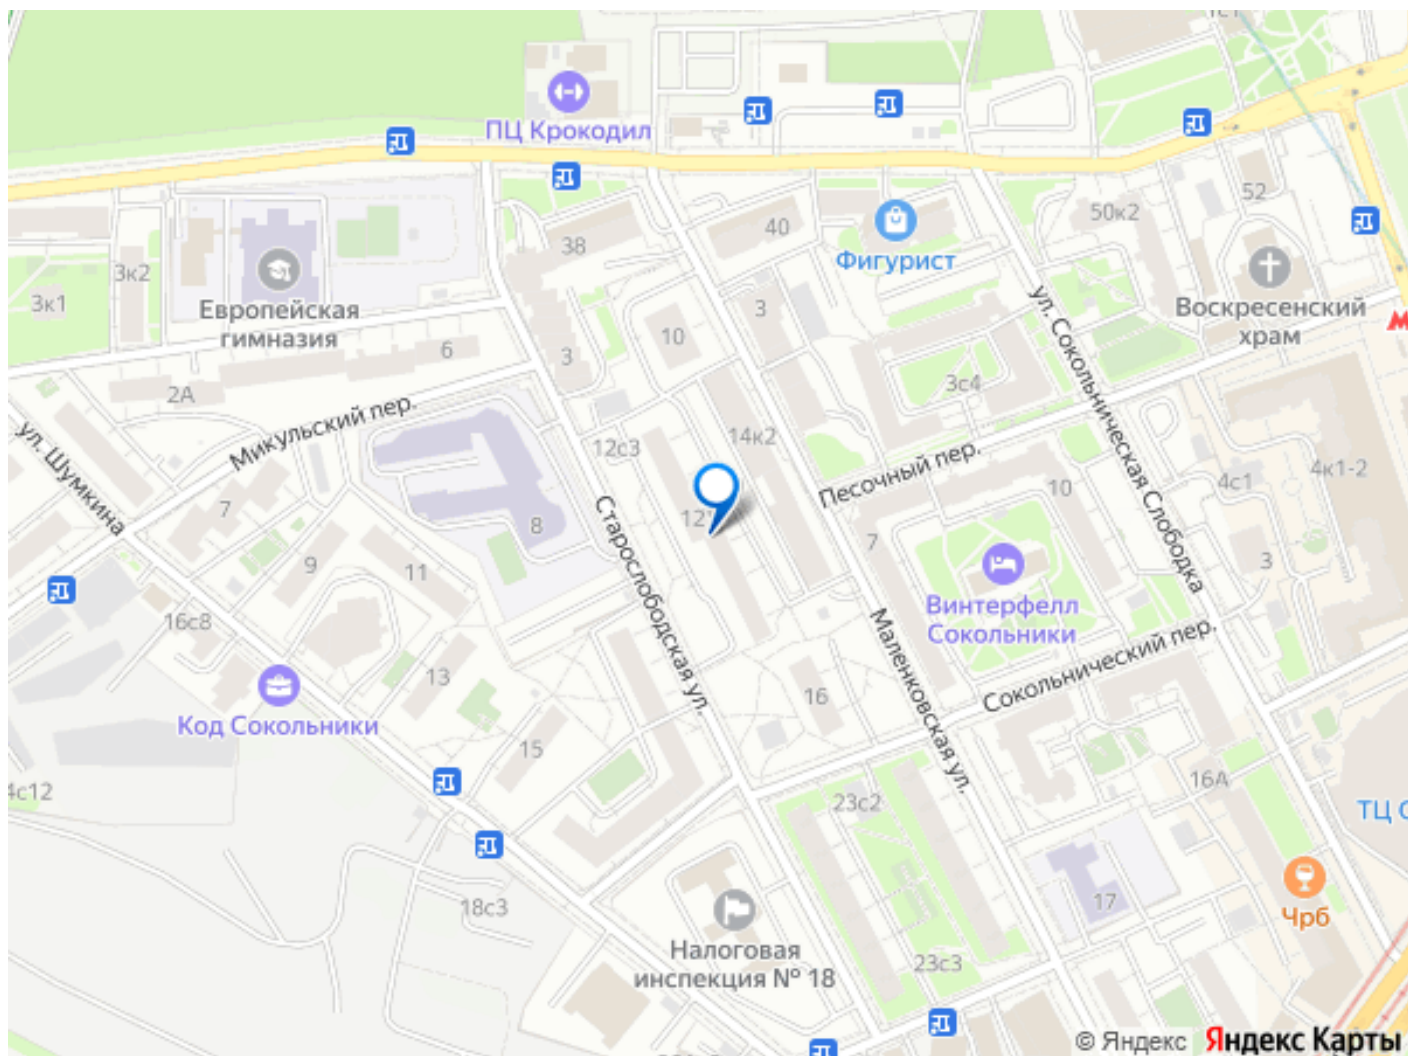 ПЦ Крокодил
52
50к2
40
38
Фигурист
3к2
3к1
Европейская
гимназия
Воскресенский
храм
ул. Сокольническая Слободка
3
10
6
3
2А
3с4
Микульский пер.
ул. Шумкина
14к2
12с3
Песочный пер.
4к1-2
4с1
10
7
8
7
3
9
11
Старослободская ул.
Винтерфелл
Сокольники
16с8
Маленковская ул.
Сокольнический пер.
13
16
Код Сокольники
15
16А
4с12
23с2
Чрб
17
18с3
Налоговая
инспекция № 18
23с3
© Яндекс Яндекс Карты